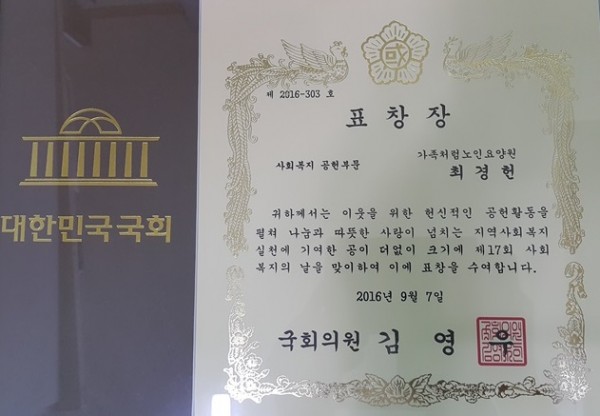 대한민국국회
國
제 2016-303 호
표창장
사회복지 공헌부문
가족처럼노인요양원
최경헌
귀하께서는 이웃을 위한 헌신적인 공헌활동을
펼쳐 나눔과 따뜻한 사랑이 넘치는 지역사회복지
실천에 기여한 공이 더없이 크기에 제17회 사회
복지의 날을 맞이하여 이에 표창을 수여합니다.
2016년 9월 7일
국회의원 김영우